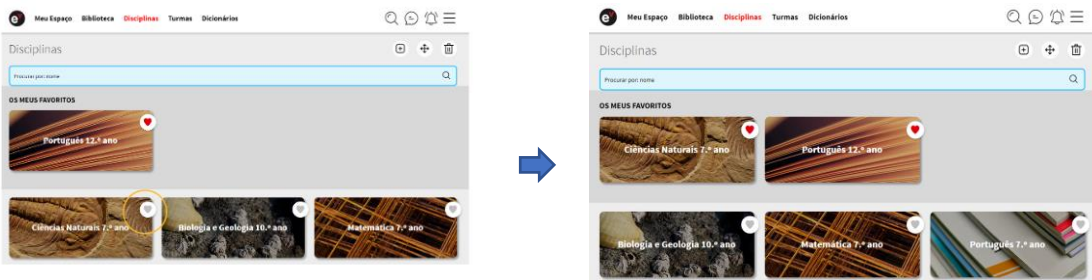 Meu Espaço Biblioteca Disciplinas Turmas Dicionários
Disciplinas
Procurar por: nome
OS MEUS FAVORITOS
Português 12.º ano
Ciências Naturais 7.º ano Biologia e Geologia 10.º ano Matemática 7.º ano
Meu Espaço Biblioteca Disciplinas Turmas Dicionários
Disciplinas
Procurar por: nome
OS MEUS FAVORITOS
Ciências Naturais 7.º ano Português 12.º ano
Biologia e Geologia 10.º ano Matemática 7.º ano Português 7.º ano